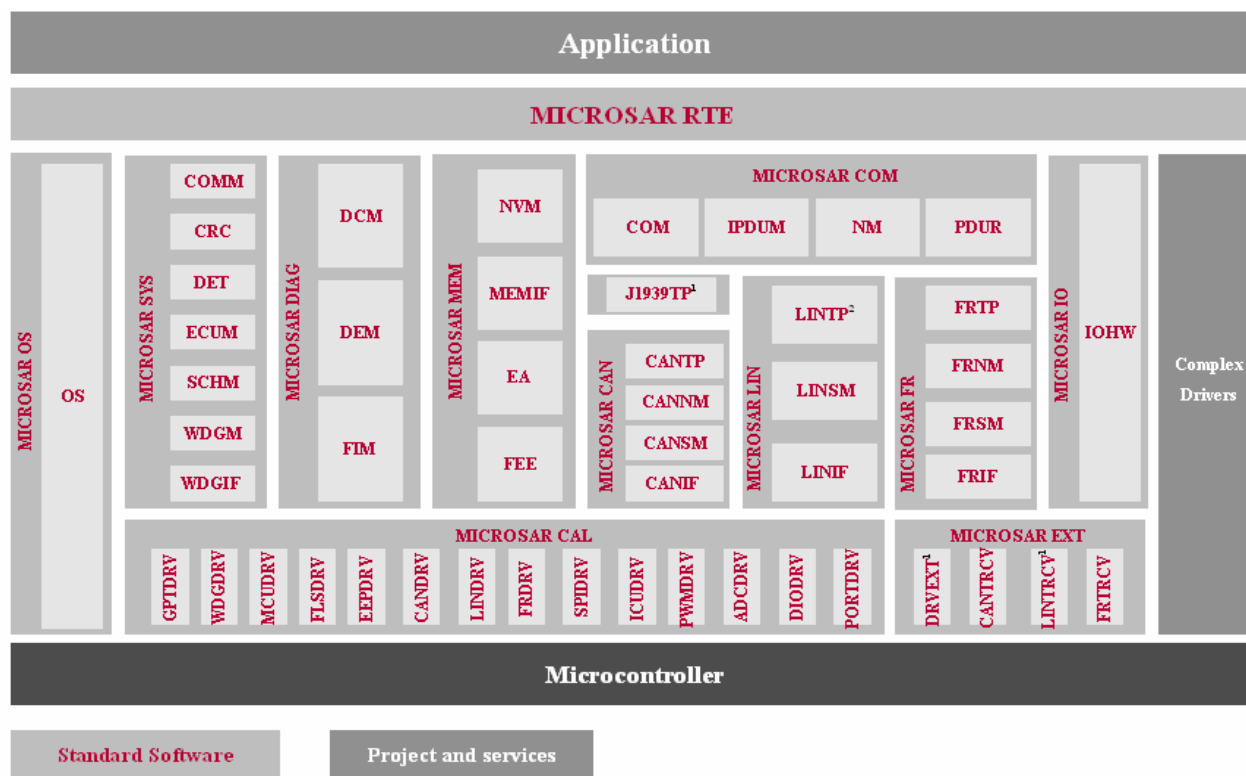 Application
MICROSAR RTE
MICROSAR OS
OS
MICROSAR SYS
COMM
CRC
DET
ECUM
SCHM
WDGM
WDGIF
MICROSAR DIAG
DCM
DEM
FIM
MICROSAR MEM
NVM
MEMIF
EA
FEE
MICROSAR COM
COM
IPDUM
NM
PDUR
J1939TP¹
MICROSAR CAN
CANTP
CANNM
CANSM
CANIF
MICROSAR LIN
LINTP²
LINSM
LINIF
MICROSAR FR
FRTP
FRNM
FRSM
FRIF
MICROSAR IO
IOHW
Complex
Drivers
MICROSAR CAL
GPTDRV
WDGDRV
MCUDRV
FLSDRV
EEPDRV
CANDRV
LINDRV
FRDRV
SPIDRV
ICUDRV
PWMDRV
ADCDRV
DIODRV
PORTDRV
MICROSAR EXT
DRVEXT¹
CANTRCV
LINTRCV¹
FRTRCV
Microcontroller
Standard Software
Project and services